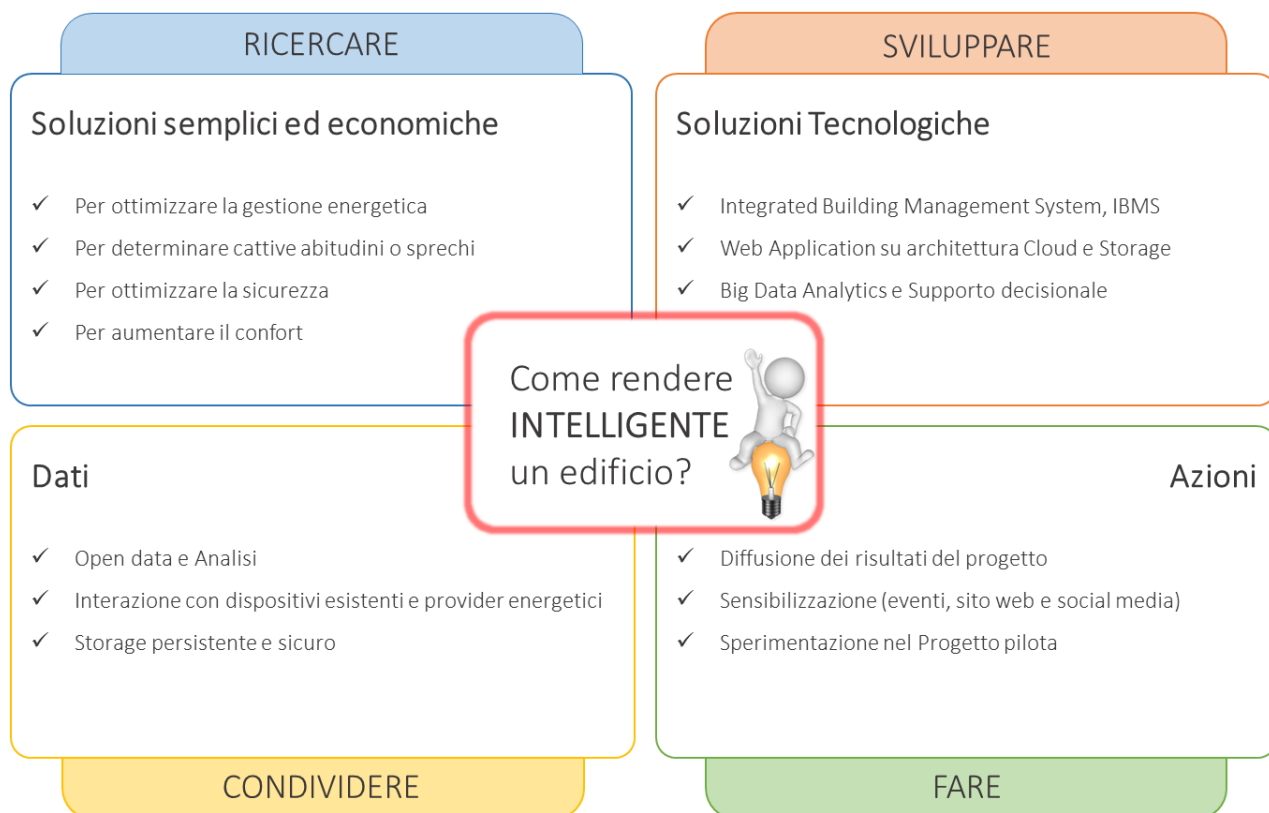 RICERCARE
Soluzioni semplici ed economiche
✓ Per ottimizzare la gestione energetica
✓ Per determinare cattive abitudini o sprechi
✓ Per ottimizzare la sicurezza
✓ Per aumentare il confort
SVILUPPARE
Soluzioni Tecnologiche
✓ Integrated Building Management System, IBMS
✓ Web Application su architettura Cloud e Storage
✓ Big Data Analytics e Supporto decisionale
Come rendere
INTELLIGENTE
un edificio?
Dati
✓ Open data e Analisi
✓ Interazione con dispositivi esistenti e provider energetici
✓ Storage persistente e sicuro
CONDIVIDERE
Azioni
✓ Diffusione dei risultati del progetto
✓ Sensibilizzazione (eventi, sito web e social media)
✓ Sperimentazione nel Progetto pilota
FARE